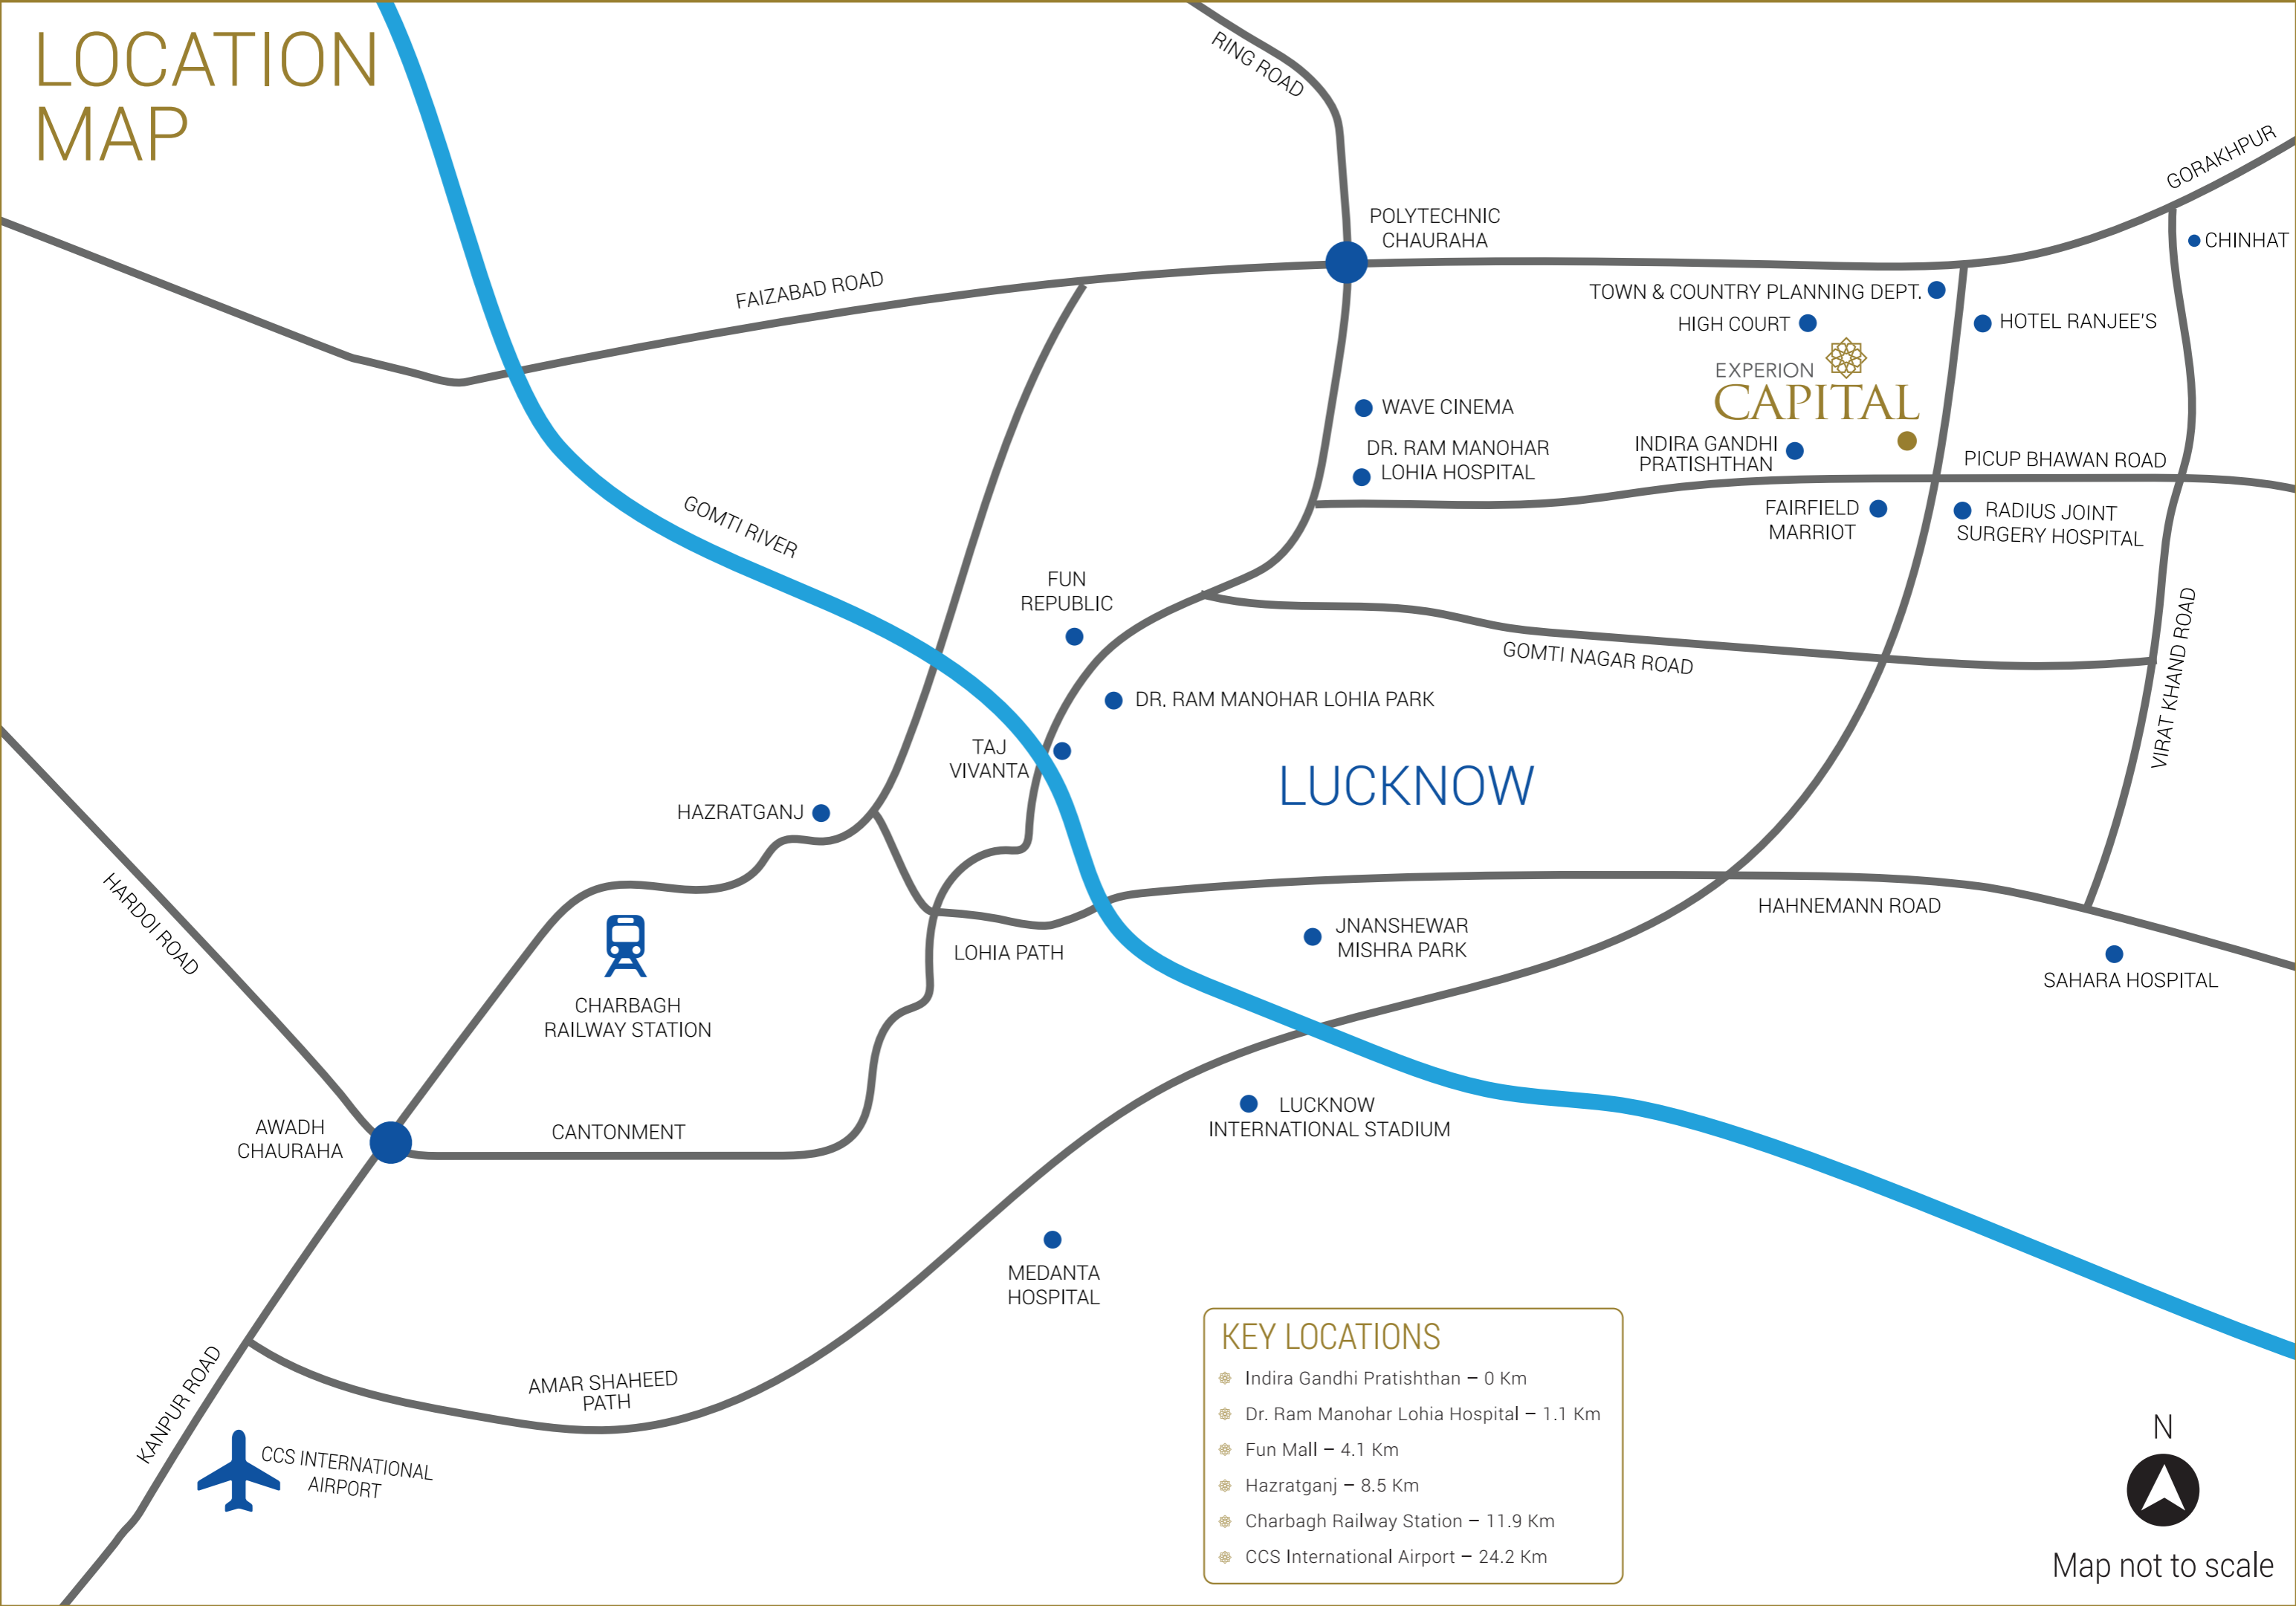 LOCATION
MAP
RING ROAD
GORAKHPUR
POLYTECHNIC
CHAURAHA
CHINHAT
FAIZABAD ROAD
TOWN & COUNTRY PLANNING DEPT.
HIGH COURT
HOTEL RANJEE'S
EXPERION
CAPITAL
WAVE CINEMA
DR. RAM MANOHAR
LOHIA HOSPITAL
INDIRA GANDHI
PRATISHTHAN
PICUP BHAWAN ROAD
GOMTI RIVER
FAIRFIELD
MARRIOT
RADIUS JOINT
SURGERY HOSPITAL
FUN
REPUBLIC
GOMTI NAGAR ROAD
VIRAT KHAND ROAD
DR. RAM MANOHAR LOHIA PARK
TAJ
VIVANTA
LUCKNOW
HAZRATGANJ
HARDOI ROAD
HAHNEMANN ROAD
JNANSHEWAR
MISHRA PARK
LOHIA PATH
SAHARA HOSPITAL
CHARBAGH
RAILWAY STATION
LUCKNOW
INTERNATIONAL STADIUM
AWADH
CHAURAHA
CANTONMENT
MEDANTA
HOSPITAL
KANPUR ROAD
AMAR SHAHEED
PATH
CCS INTERNATIONAL
AIRPORT
KEY LOCATIONS
Indira Gandhi Pratishthan – 0 Km
Dr. Ram Manohar Lohia Hospital – 1.1 Km
Fun Mall – 4.1 Km
Hazratganj – 8.5 Km
Charbagh Railway Station – 11.9 Km
CCS International Airport – 24.2 Km
N
Map not to scale